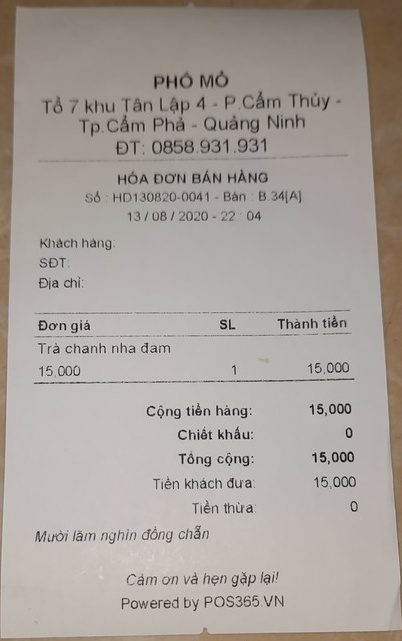 PHỐ MỎ
Tổ 7 khu Tân Lập 4 - P.Cẩm Thủy -
Tp.Cẩm Phả - Quảng Ninh
ĐT: 0858.931.931
HÓA ĐƠN BÁN HÀNG
Số : HD130820-0041 - Bàn : B.34[A]
13 / 08 / 2020 - 22 : 04
Khách hàng:
SĐT:
Địa chỉ:
Đơn giá SL Thành tiền
Trà chanh nha đam
15,000 1 15,000
Cộng tiền hàng: 15,000
Chiết khấu: 0
Tổng cộng: 15,000
Tiền khách đưa: 15,000
Tiền thừa: 0
Mười lăm nghìn đồng chẵn
Cảm ơn và hẹn gặp lại!
Powered by POS365.VN